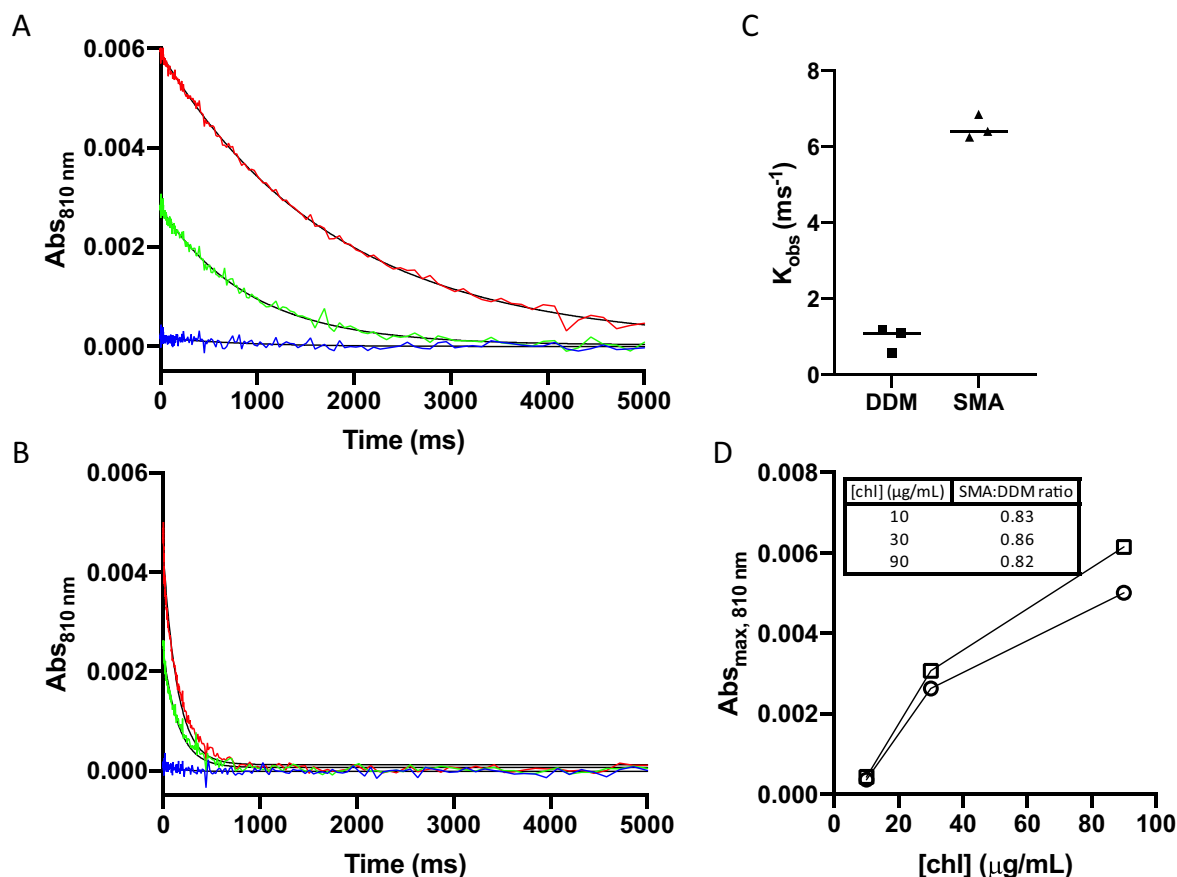 A
0.006
0.004
0.002
0.000
Abs810 nm
0 1000 2000 3000 4000 5000
Time (ms)
B
0.006
0.004
0.002
0.000
Abs810 nm
0 1000 2000 3000 4000 5000
Time (ms)
C
8
6
4
2
0
Kobs (ms-1)
DDM SMA
D
0.008
0.006
0.004
0.002
0.000
Absmax, 810 nm
[chl] (μg/mL) SMA:DDM ratio
10 0.83
30 0.86
90 0.82
0 20 40 60 80 100
[chl] (μg/mL)